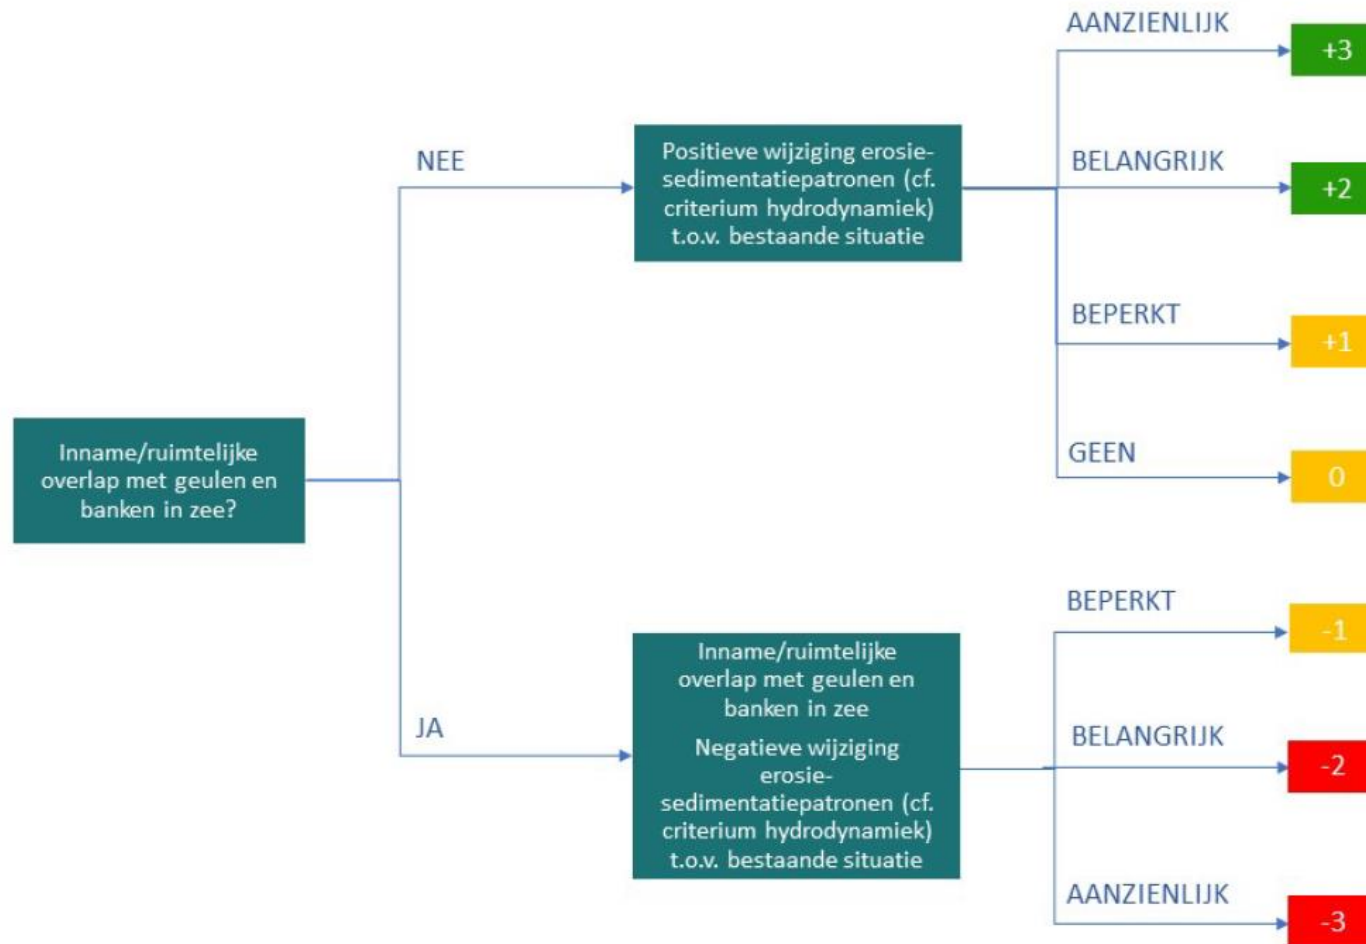 AANZIENLIJK
+3
NEE
Positieve wijziging erosie-
sedimentatiepatronen (cf.
criterium hydrodynamiek)
t.o.v. bestaande situatie
BELANGRIJK
+2
BEPERKT
+1
GEEN
0
Inname/ruimtelijke
overlap met geulen en
banken in zee?
JA
Inname/ruimtelijke
overlap met geulen en
banken in zee
Negatieve wijziging
erosie-
sedimentatiepatronen (cf.
criterium hydrodynamiek)
t.o.v. bestaande situatie
BEPERKT
-1
BELANGRIJK
-2
AANZIENLIJK
-3